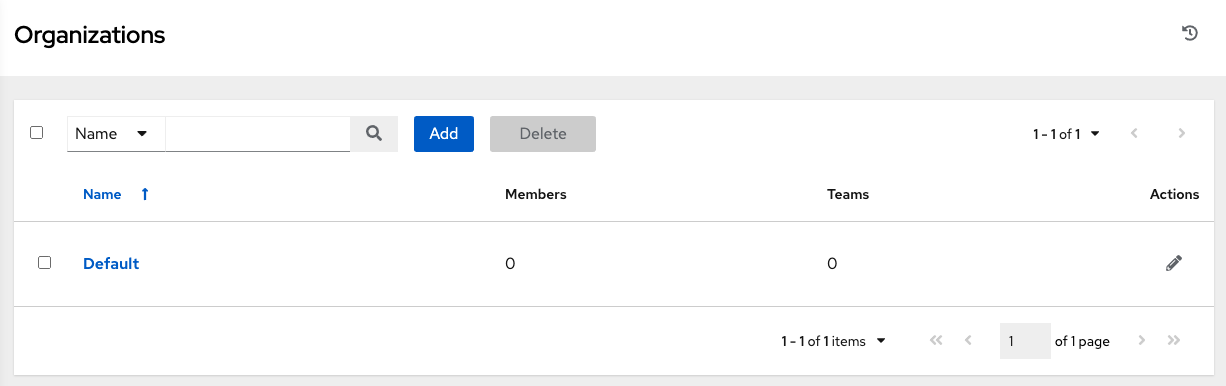 Organizations
Name Add Delete 1 - 1 of 1
Name Members Teams Actions
Default 0 0
1 - 1 of 1 items 1 of 1 page